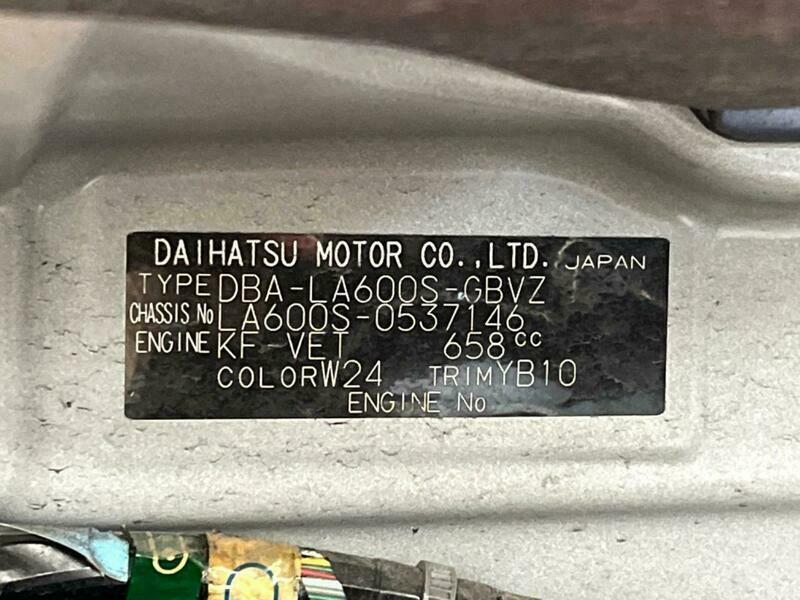 DAIHATSU MOTOR CO.,LTD. JAPAN
TYPE DBA-LA600S-GBVZ
CHASSIS No LA600S-0537146
ENGINE KF-VET 658cc
COLOR W24 TRIM YB10
ENGINE No